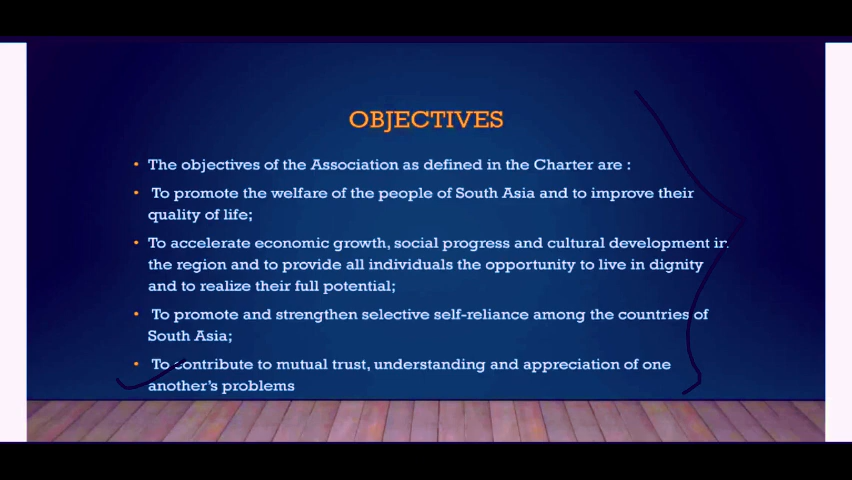 OBJECTIVES
• The objectives of the Association as defined in the Charter are :
• To promote the welfare of the people of South Asia and to improve their
quality of life;
• To accelerate economic growth, social progress and cultural development in
the region and to provide all individuals the opportunity to live in dignity
and to realize their full potential;
• To promote and strengthen selective self-reliance among the countries of
South Asia;
• To contribute to mutual trust, understanding and appreciation of one
another's problems